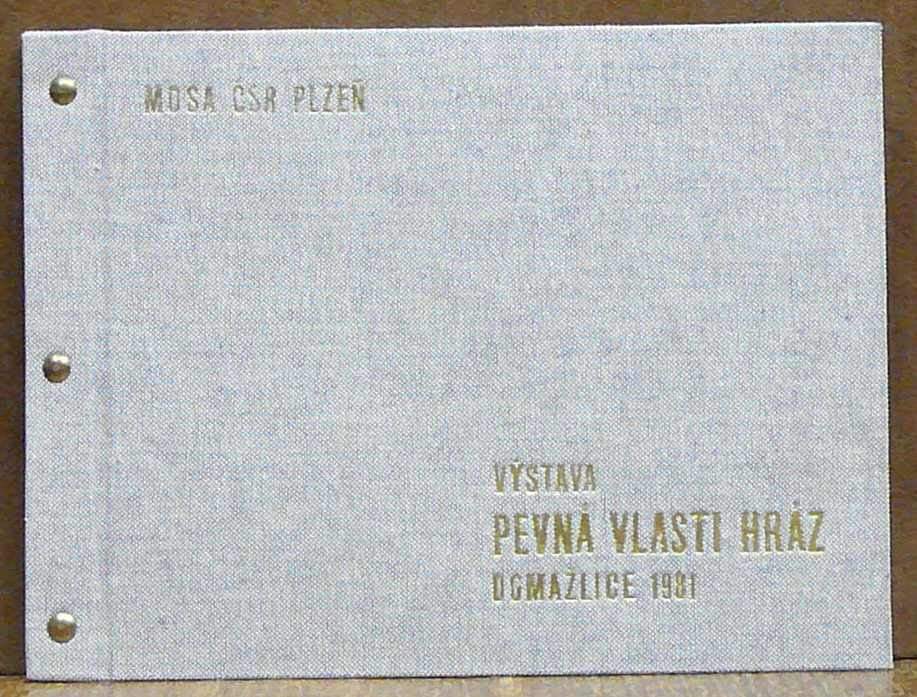 MOSA ČSR PLZEŇ
VÝSTAVA
PEVNÁ VLASTI HRÁZ
DOMAŽLICE 1981